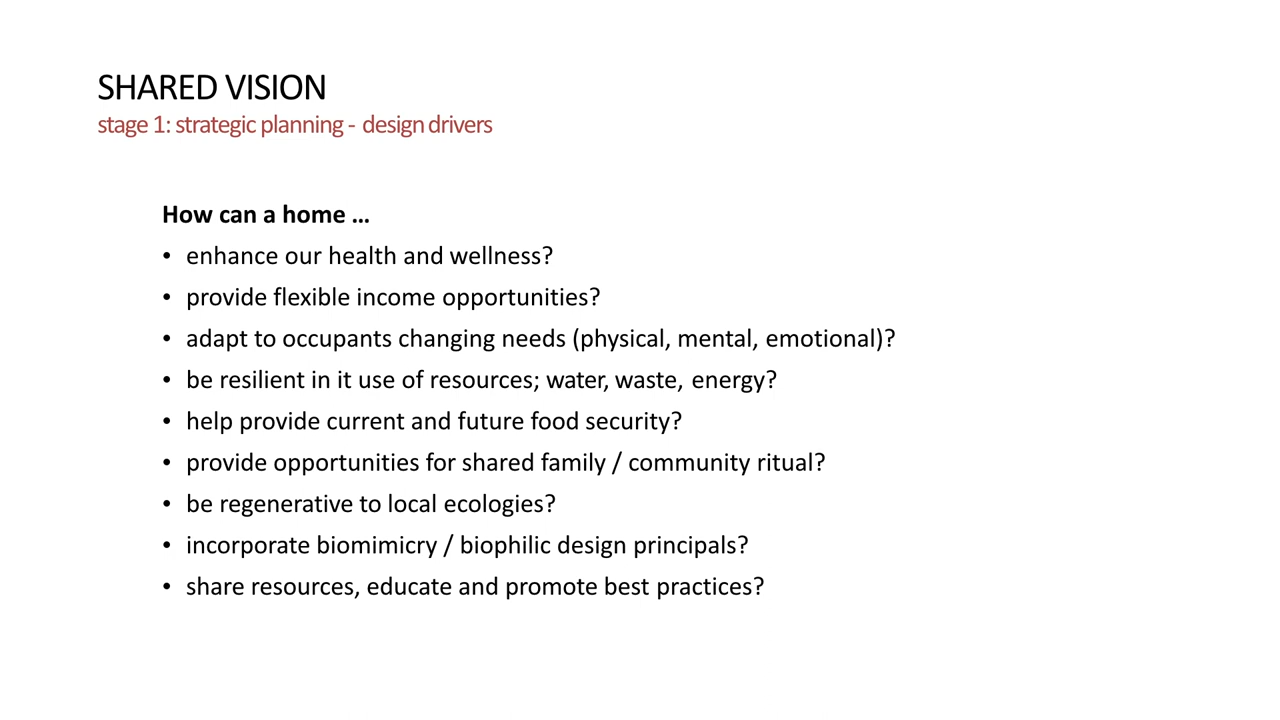 SHARED VISION
stage 1: strategic planning - design drivers
How can a home …
• enhance our health and wellness?
• provide flexible income opportunities?
• adapt to occupants changing needs (physical, mental, emotional)?
• be resilient in it use of resources; water, waste, energy?
• help provide current and future food security?
• provide opportunities for shared family / community ritual?
• be regenerative to local ecologies?
• incorporate biomimicry / biophilic design principals?
• share resources, educate and promote best practices?